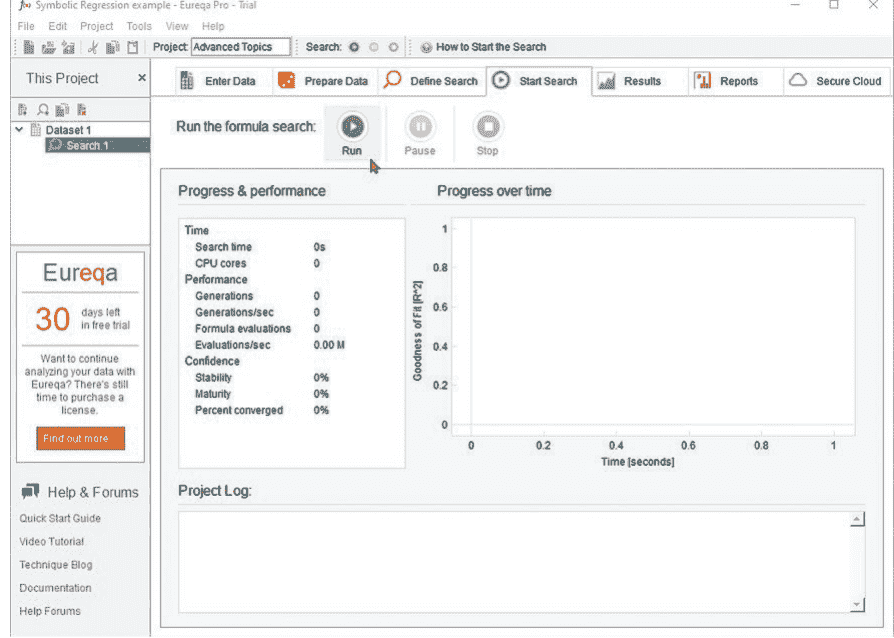 Symbolic Regression example - Eureqa Pro - Trial
File Edit Project Tools View Help
Project: Advanced Topics Search: How to Start the Search
This Project
Enter Data Prepare Data Define Search Start Search Results Reports Secure Cloud
Dataset 1
Search 1
Run the formula search:
Run Pause Stop
Eureqa
30 days left
in free trial
Want to continue
analyzing your data with
Eureqa? There's still
time to purchase a
license.
Find out more
Help & Forums
Quick Start Guide
Video Tutorial
Technique Blog
Documentation
Help Forums
Progress & performance
Time
Search time 0s
CPU cores 0
Performance
Generations 0
Generations/sec 0
Formula evaluations 0
Evaluations/sec 0.00 M
Confidence
Stability 0%
Maturity 0%
Percent converged 0%
Progress over time
Goodness of Fit [R^2]
1
0.8
0.6
0.4
0.2
0
0 0.2 0.4 0.6 0.8 1
Time [seconds]
Project Log: